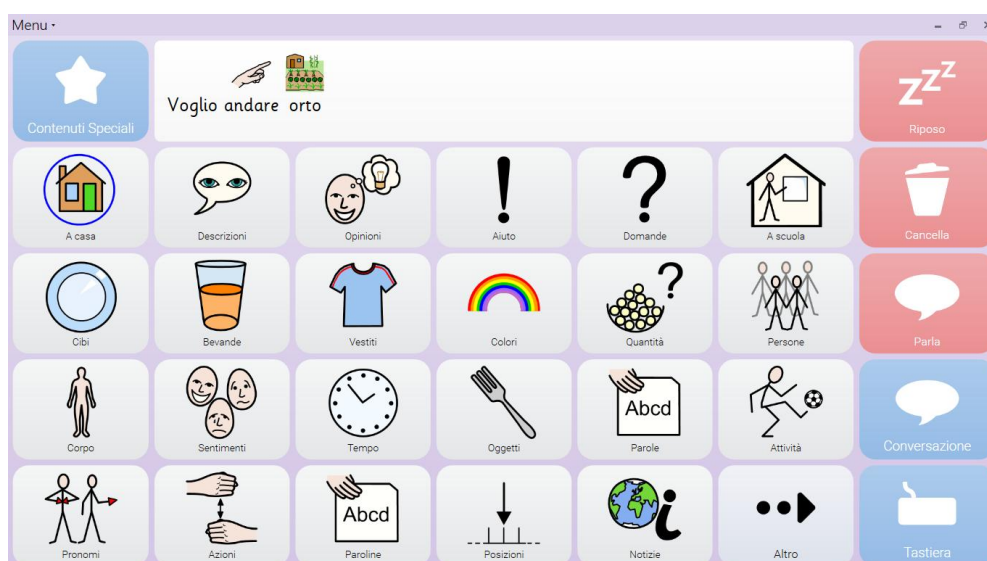 Menu
Contenuti Speciali
Voglio andare orto
zzz
Riposo
A casa
Descrizioni
Opinioni
!
Aiuto
?
Domande
A scuola
Cancella
Cibi
Bevande
Vestiti
Colori
?
Quantità
Persone
Parla
Corpo
Sentimenti
Tempo
Oggetti
Abcd
Parole
Attività
Conversazione
Pronomi
Azioni
Abcd
Paroline
Posizioni
i
Notizie
Altro
Tastiera